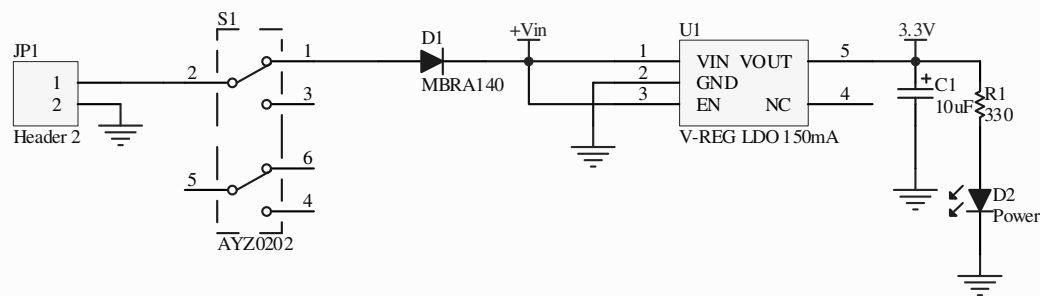 S1
JP1
1
2
Header 2
2
1
3
5
6
4
AYZ0202
D1
MBRA140
+Vin
U1
1
2
3
VIN VOUT
GND
EN NC
5
4
V-REG LDO 150mA
3.3V
+
C1
10uF
R1
330
D2
Power